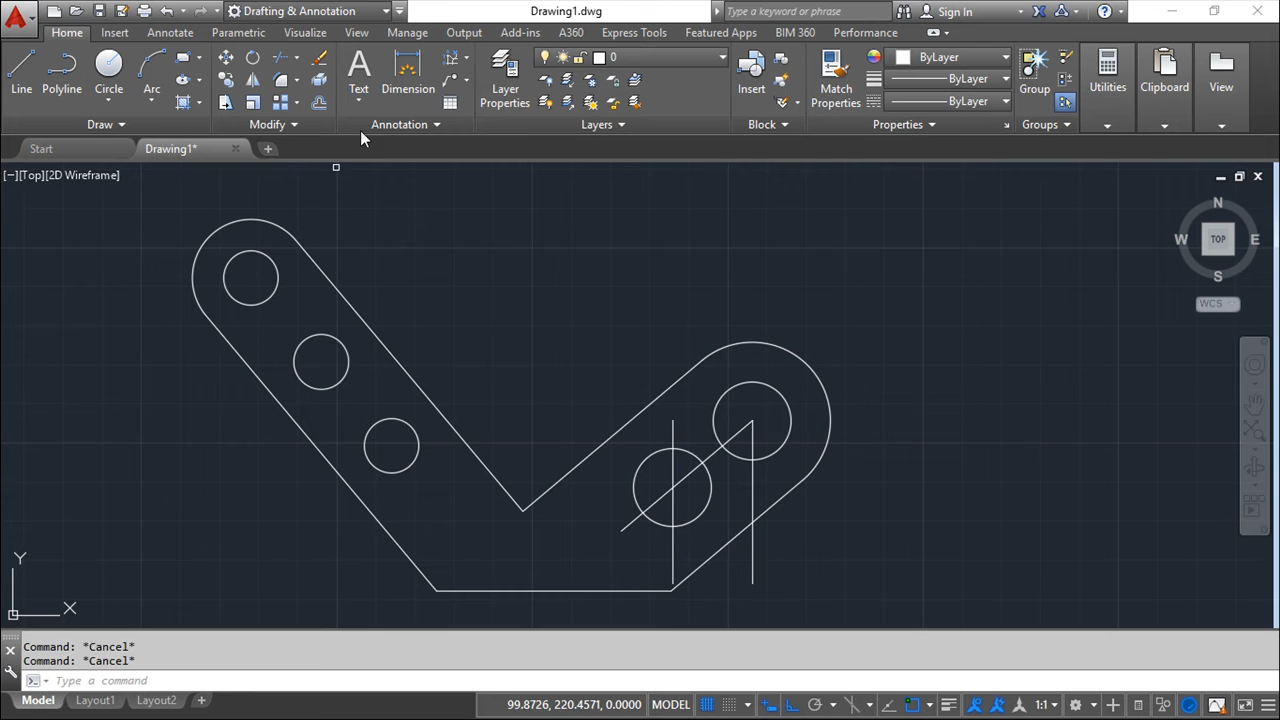 Drafting & Annotation
Drawing1.dwg
Type a keyword or phrase
Sign In
Home
Insert
Annotate
Parametric
Visualize
View
Manage
Output
Add-ins
A360
Express Tools
Featured Apps
BIM 360
Performance
Line
Polyline
Circle
Arc
Text
Dimension
Layer Properties
0
Insert
Match Properties
ByLayer
ByLayer
ByLayer
Group
Utilities
Clipboard
View
Draw
Modify
Annotation
Layers
Block
Properties
Groups
Start
Drawing1*
[−][Top][2D Wireframe]
N
W
TOP
E
S
WCS
Y
X
Command: *Cancel*
Command: *Cancel*
Type a command
Model
Layout1
Layout2
99.8726, 220.4571, 0.0000
MODEL
1:1